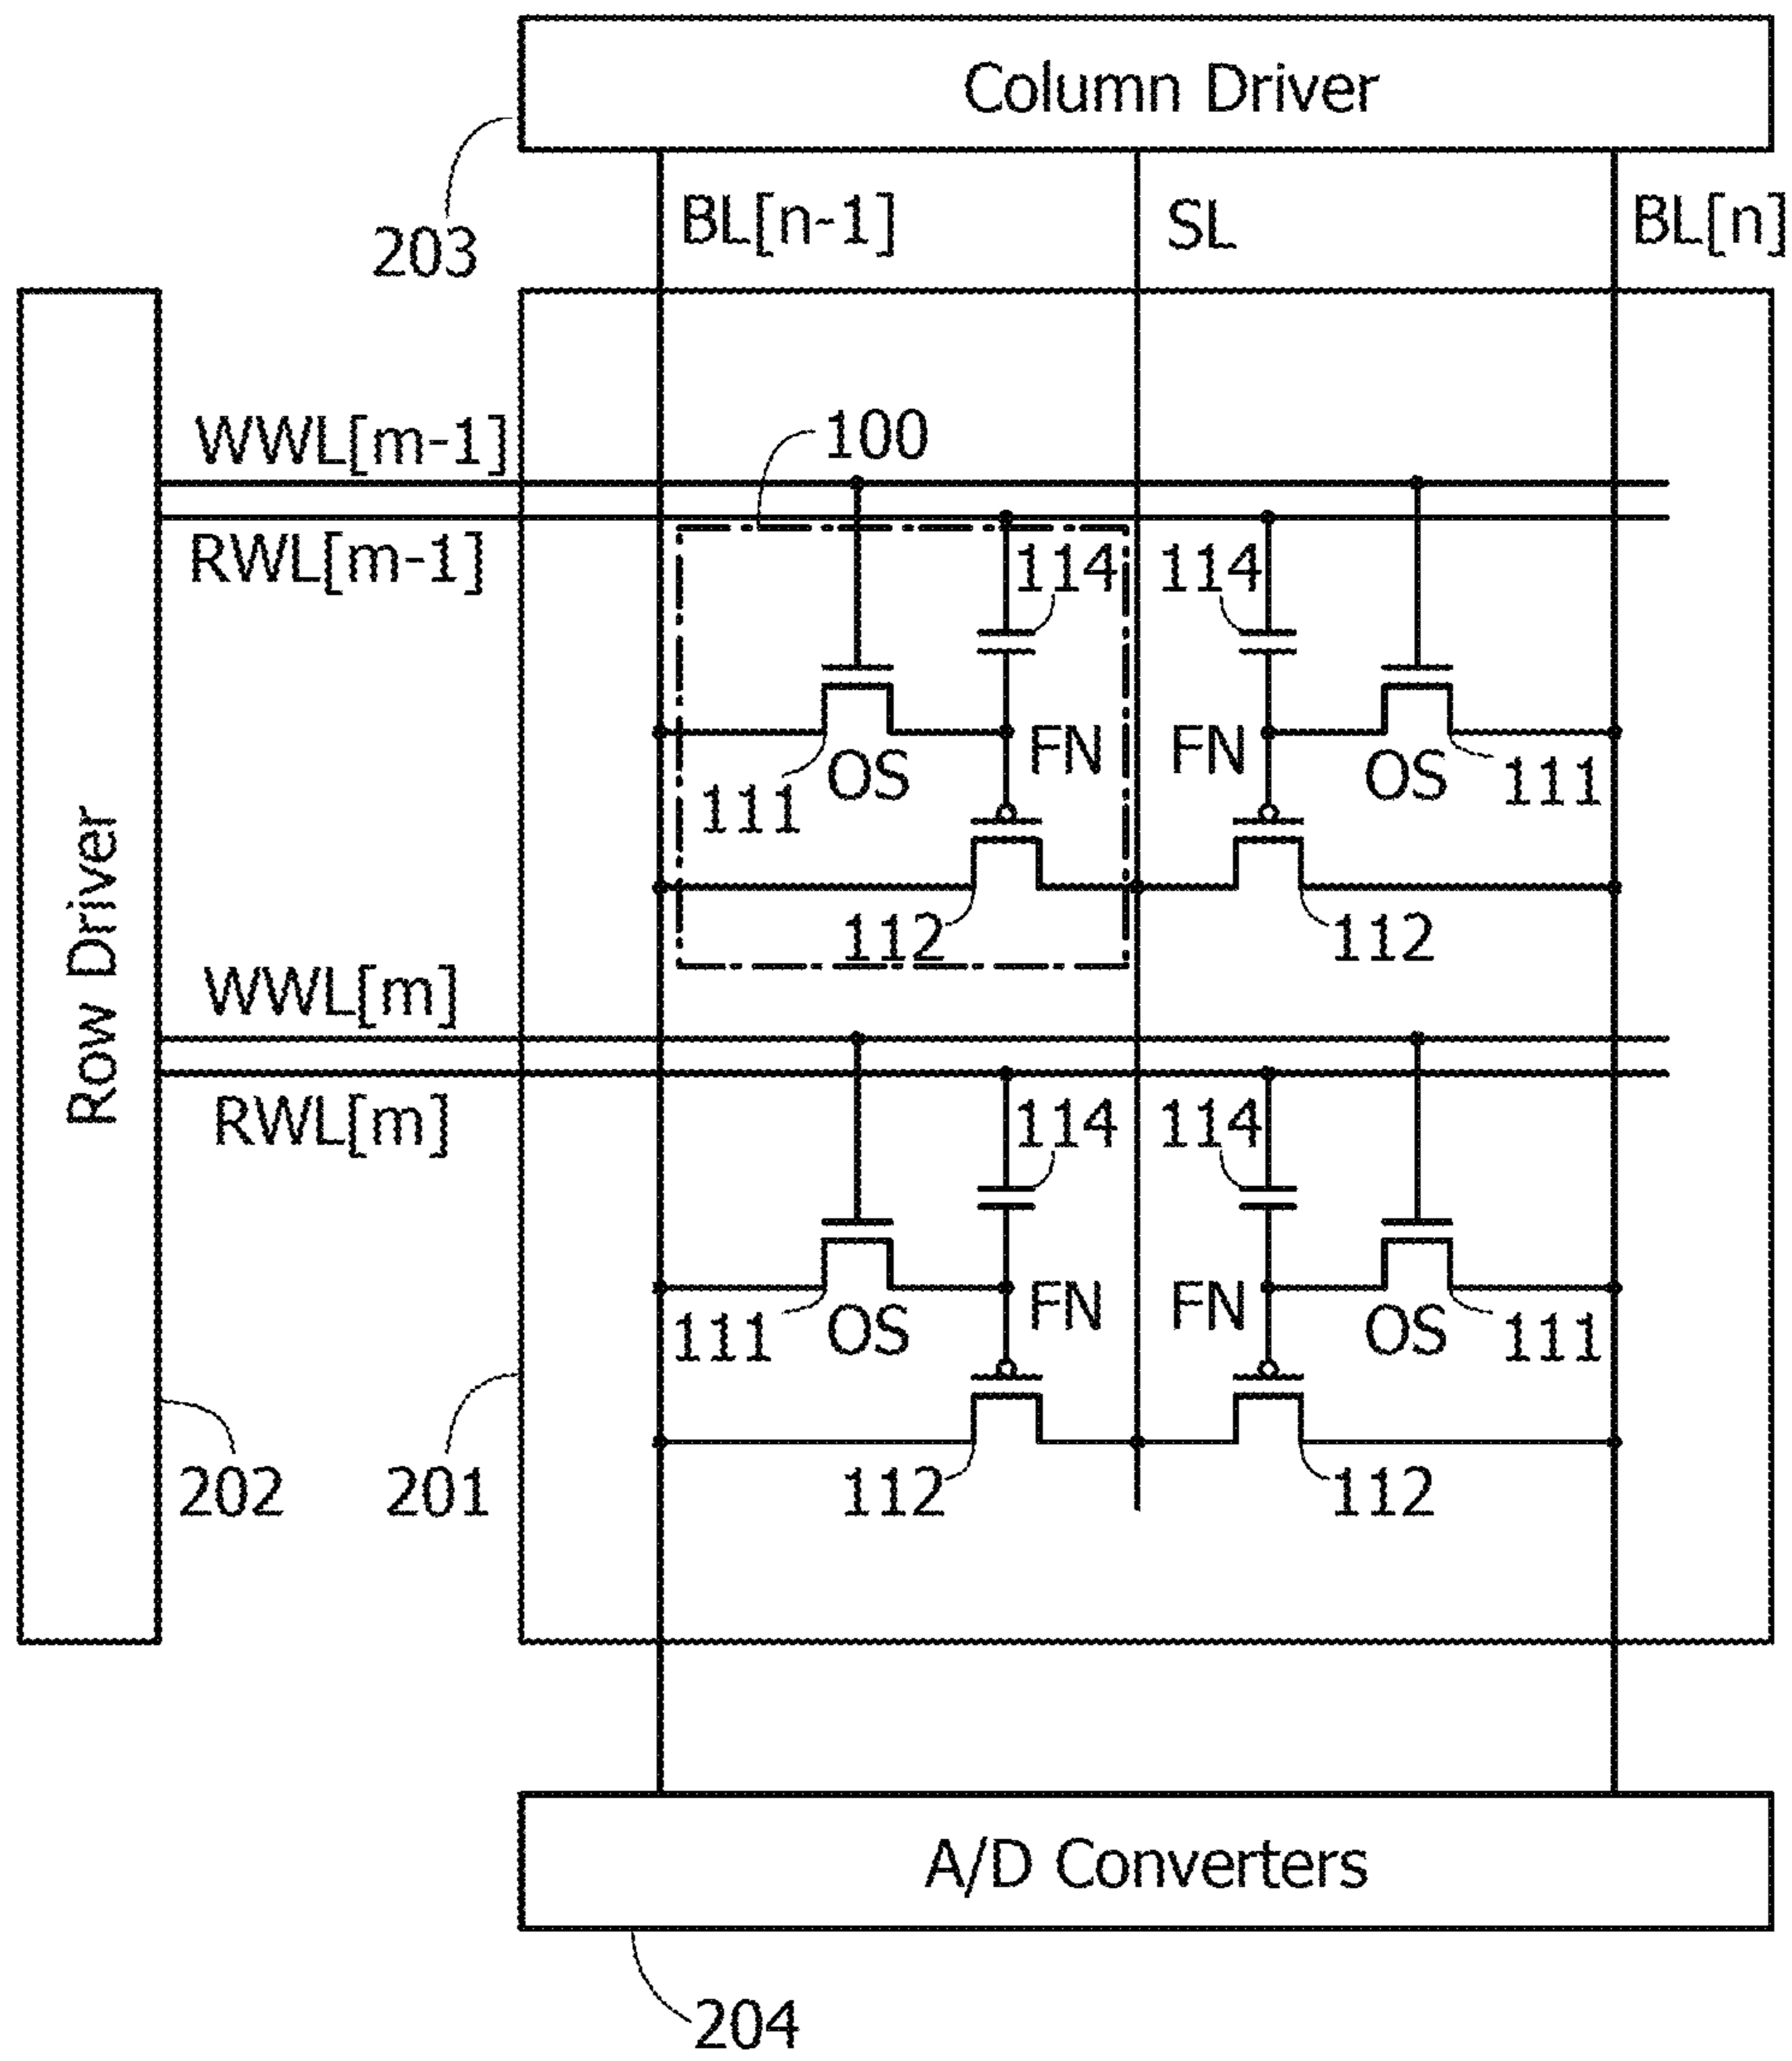 Column Driver
BL[n-1]
SL
BL[n]
203
WWL[m-1]
100
RWL[m-1]
114
114
FN
FN
OS
OS
111
111
112
112
Row Driver
WWL[m]
RWL[m]
114
114
FN
FN
111
OS
OS
111
202
201
112
112
A/D Converters
204